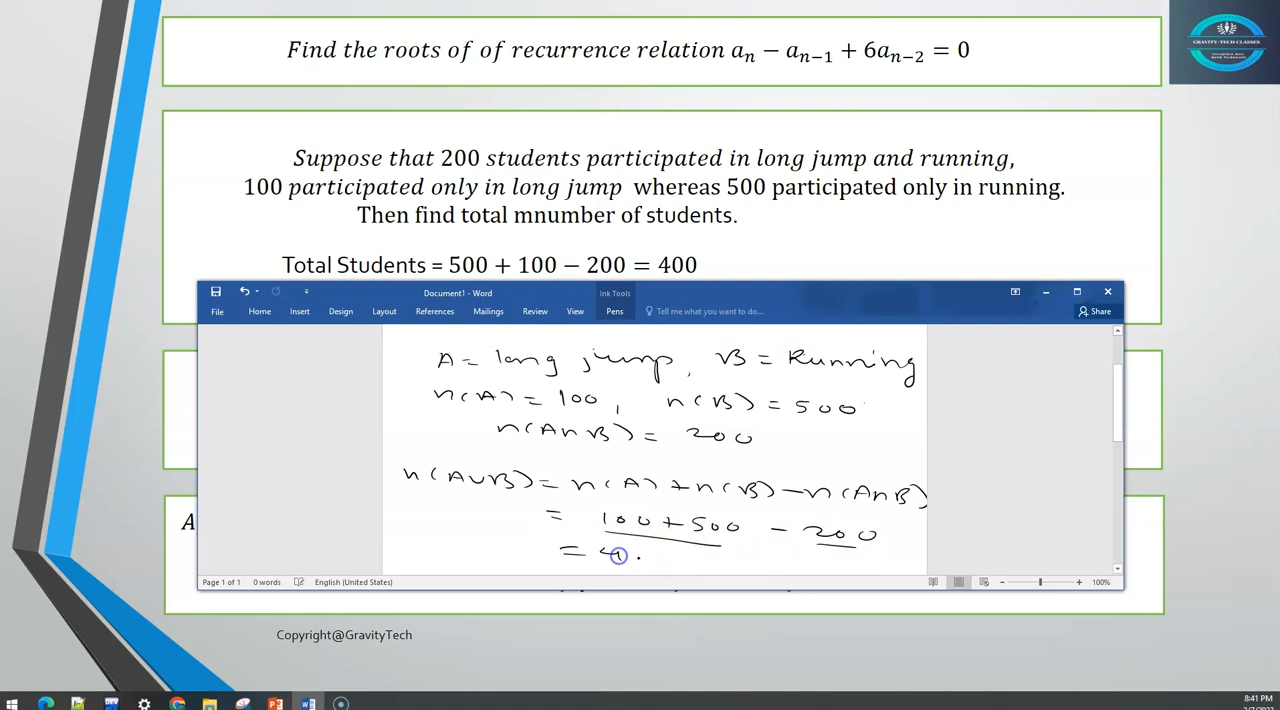 Find the roots of of recurrence relation aₙ − aₙ₋₁ + 6aₙ₋₂ = 0
GRAVITY-TECH CLASSES
Suppose that 200 students participated in long jump and running,
100 participated only in long jump whereas 500 participated only in running.
Then find total mnumber of students.
Total Students = 500 + 100 − 200 = 400
Document1 - Word
Ink Tools
File Home Insert Design Layout References Mailings Review View Pens Tell me what you want to do... Share
A = long jump, B = Running
n(A) = 100, n(B) = 500
n(A∩B) = 200
n(A∪B) = n(A) + n(B) − n(A∩B)
= 100 + 500 − 200
= 4
Page 1 of 1 0 words English (United States) 100%
A
Copyright@GravityTech
8:41 PM